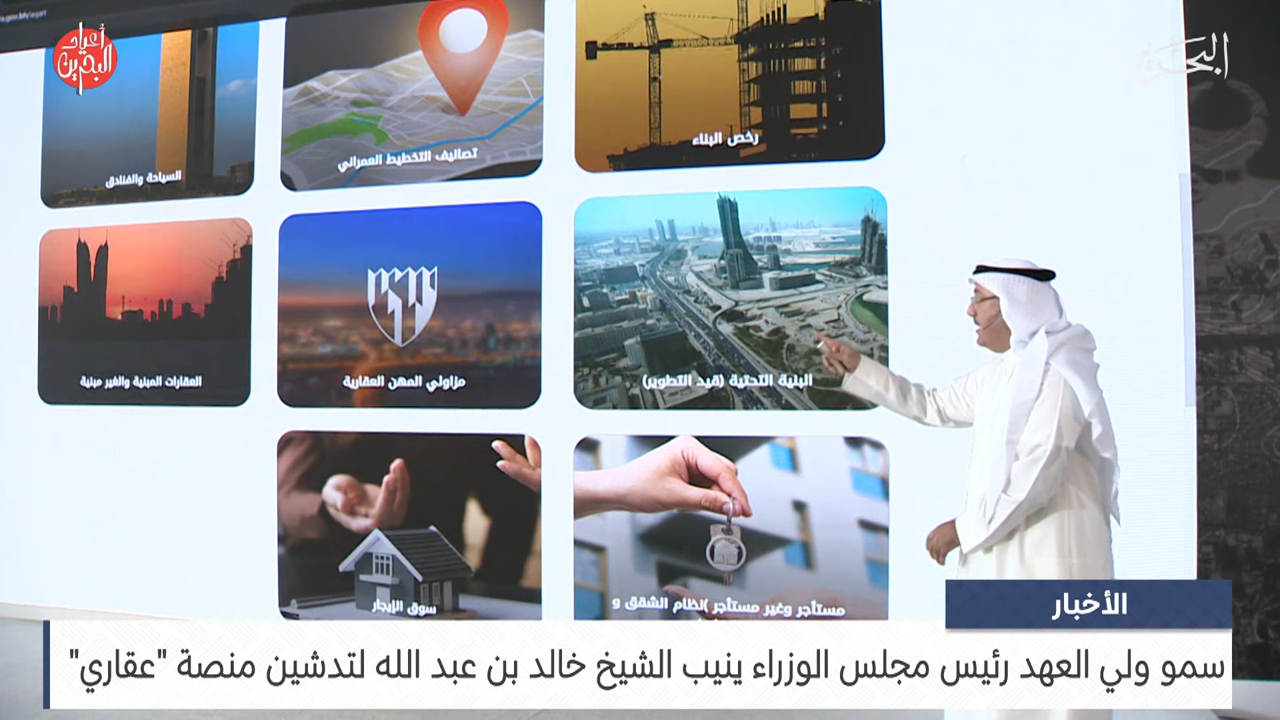 أعياد
البحرين
البحرين
رخص البناء
تصانيف التخطيط العمراني
السياحة والفنادق
البنية التحتية (قيد التطوير)
مزاولي المهن العقارية
العقارات المبنية والغير مبنية
مستأجر وغير مستأجر )نظام الشقق و
سوق الإيجار
الأخبار
سمو ولي العهد رئيس مجلس الوزراء ينيب الشيخ خالد بن عبد الله لتدشين منصة "عقاري"